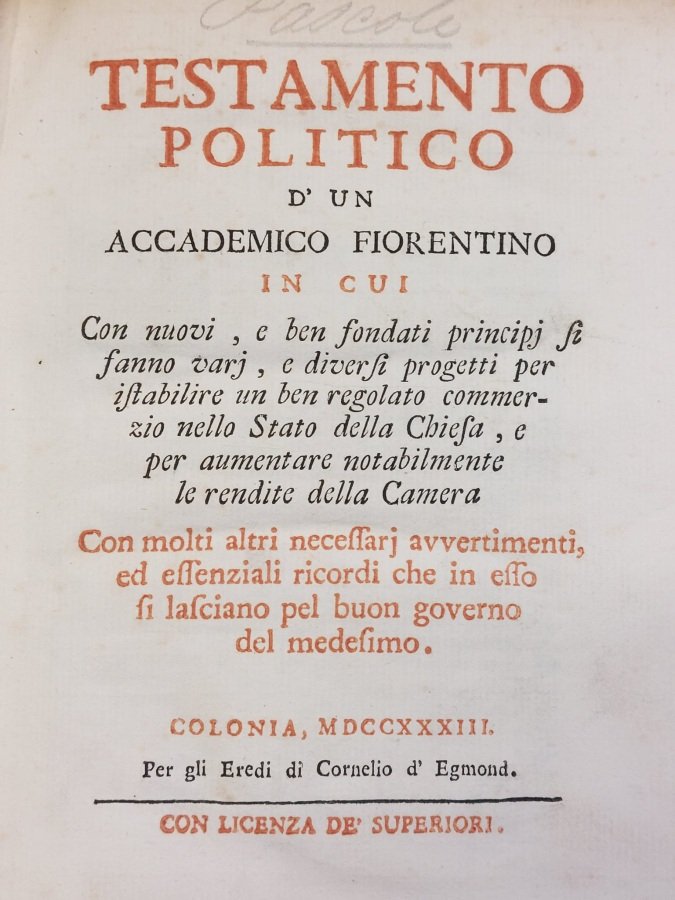 Pascole
TESTAMENTO
POLITICO
D' UN
ACCADEMICO FIORENTINO
IN CUI
Con nuovi , e ben fondati principj ſi
fanno varj , e diverſi progetti per
iſtabilire un ben regolato commer-
zio nello Stato della Chieſa , e
per aumentare notabilmente
le rendite della Camera
Con molti altri neceſſarj avvertimenti,
ed eſſenziali ricordi che in eſſo
ſi laſciano pel buon governo
del medeſimo.
COLONIA, MDCCXXXIII.
Per gli Eredi di Cornelio d' Egmond.
CON LICENZA DE' SUPERIORI.